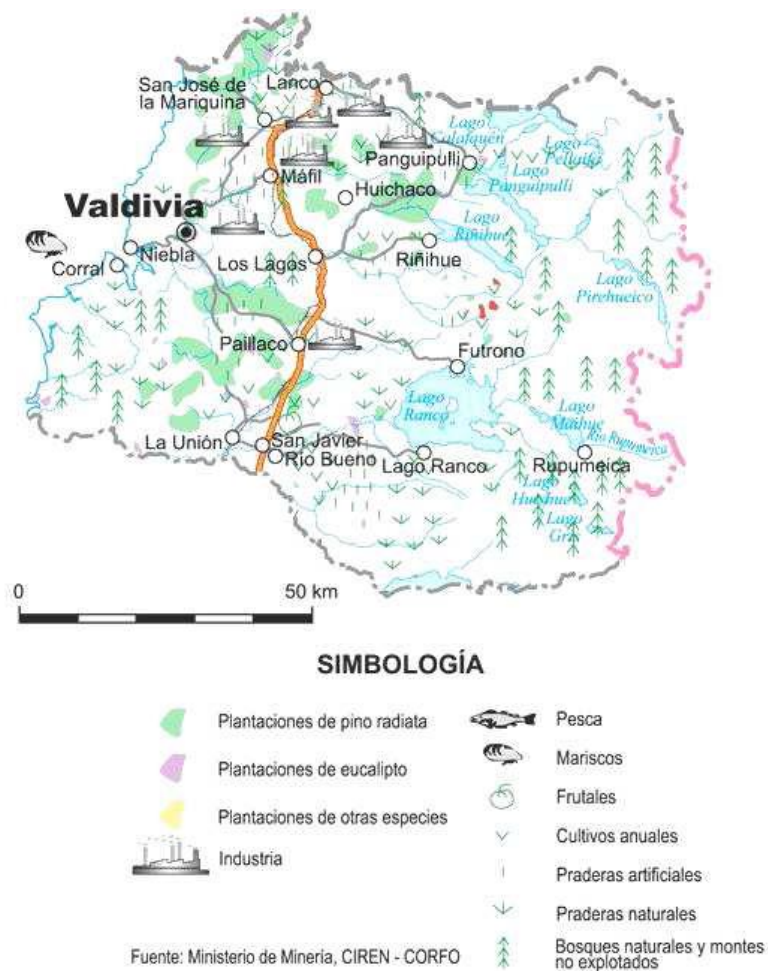 San José de
la Mariquina
Lanco
Lago
Calafquén
Lago
Pellaifa
Panguipulli
Lago
Panguipulli
Máfil
Huichaco
Valdivia
Lago
Riñihue
Niebla
Corral
Los Lagos
Riñihue
Lago
Pirehueico
Paillaco
Futrono
Lago
Ranco
Lago
Maihue
Río Rupumeica
La Unión
San Javier
Río Bueno
Lago Ranco
Rupumeica
Lago
Lago
0
50 km
SIMBOLOGÍA
Plantaciones de pino radiata
Plantaciones de eucalipto
Plantaciones de otras especies
Industria
Pesca
Mariscos
Frutales
Cultivos anuales
Praderas artificiales
Praderas naturales
Bosques naturales y montes
no explotados
Fuente: Ministerio de Minería, CIREN - CORFO